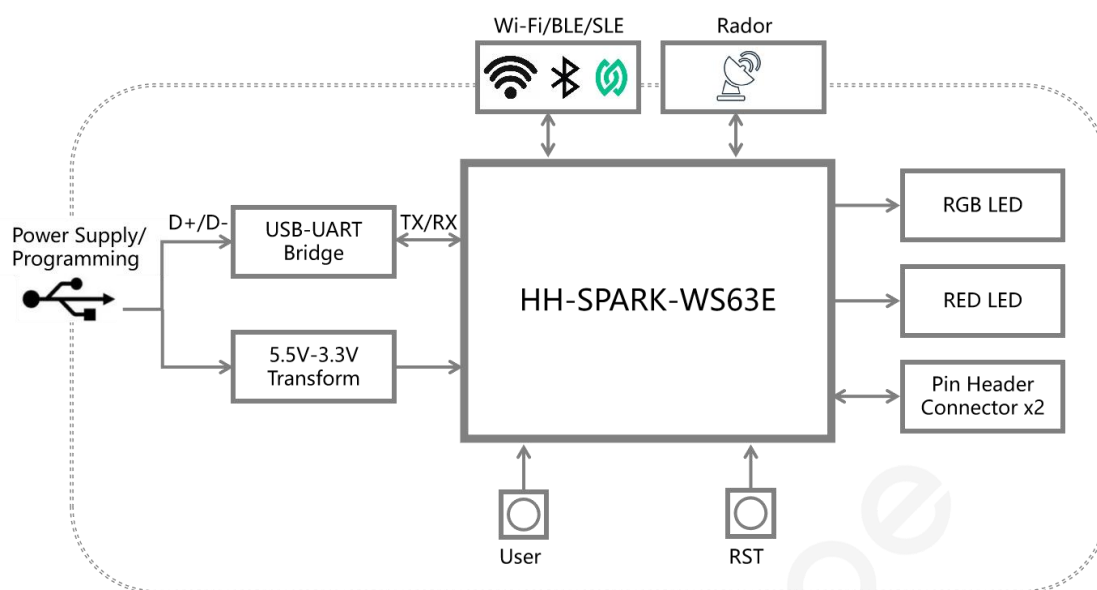 Wi-Fi/BLE/SLE
Rador
D+/D-
USB-UART
Bridge
TX/RX
Power Supply/
Programming
5.5V-3.3V
Transform
HH-SPARK-WS63E
RGB LED
RED LED
Pin Header
Connector x2
User
RST